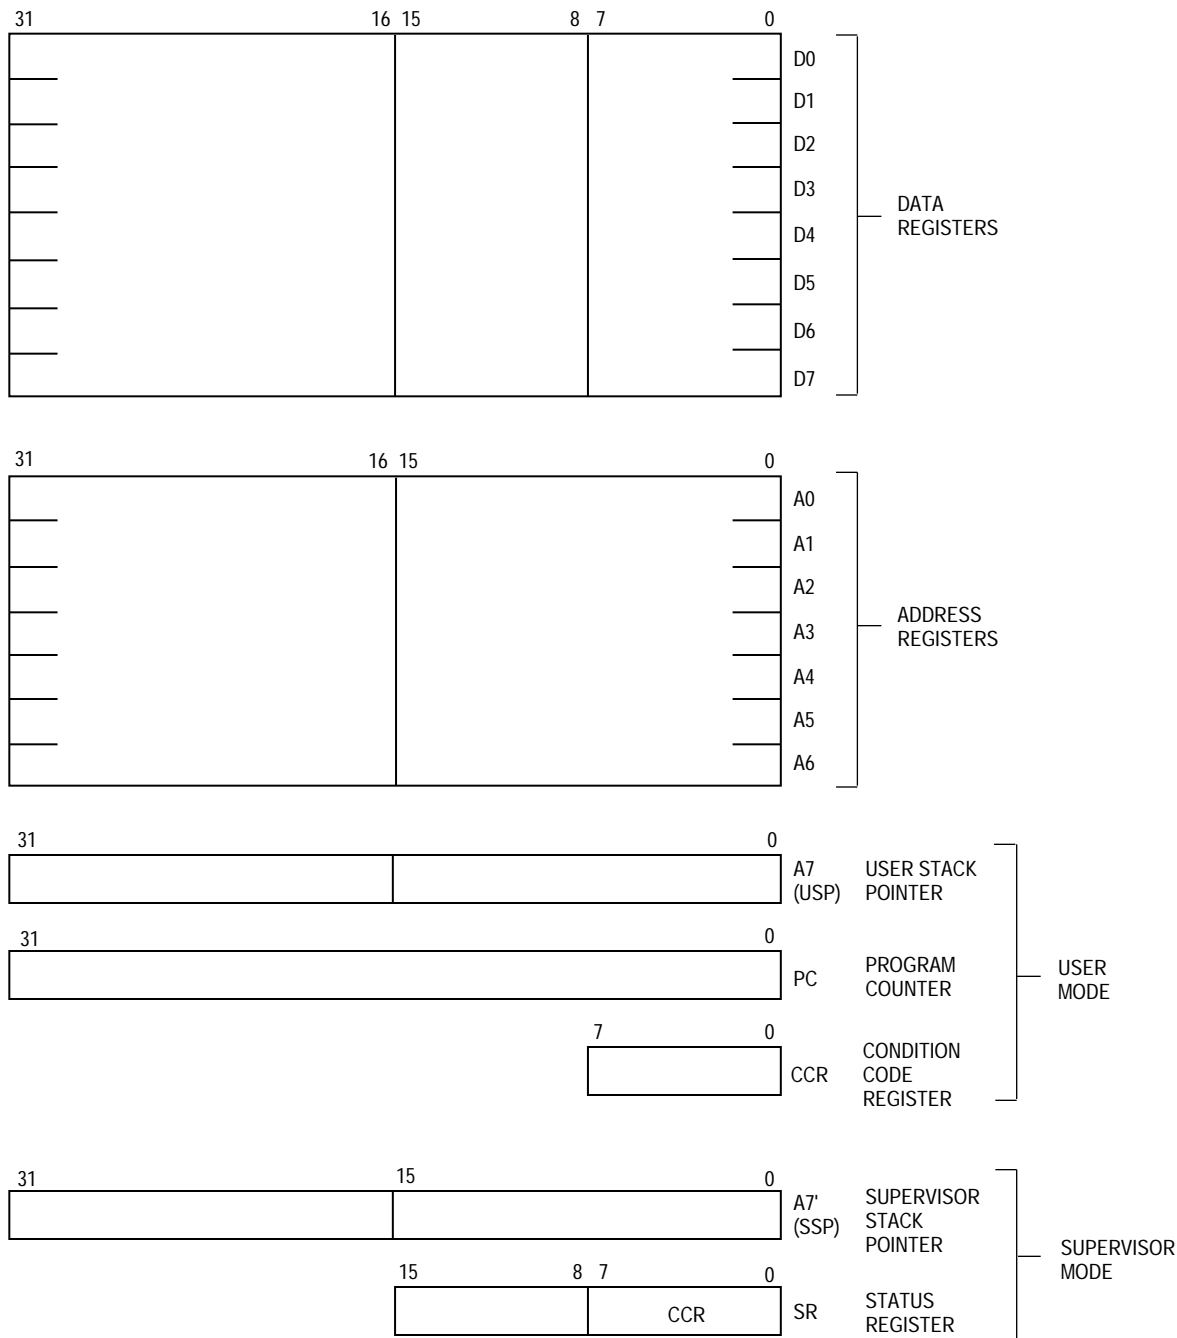 31 16 15 8 7 0
D0
D1
D2
D3
D4
D5
D6
D7
DATA
REGISTERS
31 16 15 0
A0
A1
A2
A3
A4
A5
A6
ADDRESS
REGISTERS
31 0
A7
(USP)
USER STACK
POINTER
31 0
PC
PROGRAM
COUNTER
7 0
CCR
CONDITION
CODE
REGISTER
USER
MODE
31 15 0
A7'
(SSP)
SUPERVISOR
STACK
POINTER
15 8 7 0
CCR
SR
STATUS
REGISTER
SUPERVISOR
MODE